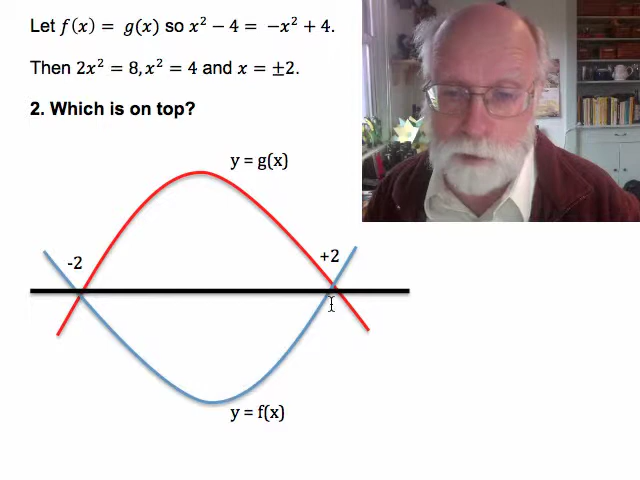 Let f(x) = g(x) so x² − 4 = −x² + 4.
Then 2x² = 8, x² = 4 and x = ±2.
2. Which is on top?
y = g(x)
-2
+2
y = f(x)